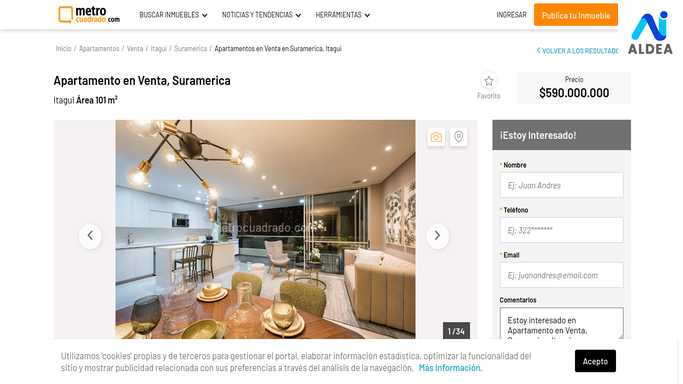 metro
cuadrado.com
BUSCAR INMUEBLES
NOTICIAS Y TENDENCIAS
HERRAMIENTAS
INGRESAR
Publica tu Inmueble
ALDEA
Inicio / Apartamentos / Venta / Itagui / Suramerica / Apartamentos en Venta en Suramerica, Itagui
VOLVER A LOS RESULTAD
Apartamento en Venta, Suramerica
Itagui Área 101 m²
Favorito
Precio
$590.000.000
¡Estoy Interesado!
* Nombre
Ej: Juan Andres
* Teléfono
Ej: 322*******
* Email
Ej: juanandres@email.com
Comentarios
Estoy interesado en
Apartamento en Venta,
metrocuadrado.com
1 / 34
Utilizamos 'cookies' propias y de terceros para gestionar el portal, elaborar información estadística, optimizar la funcionalidad del
sitio y mostrar publicidad relacionada con sus preferencias a través del análisis de la navegación. Más Información.
Acepto